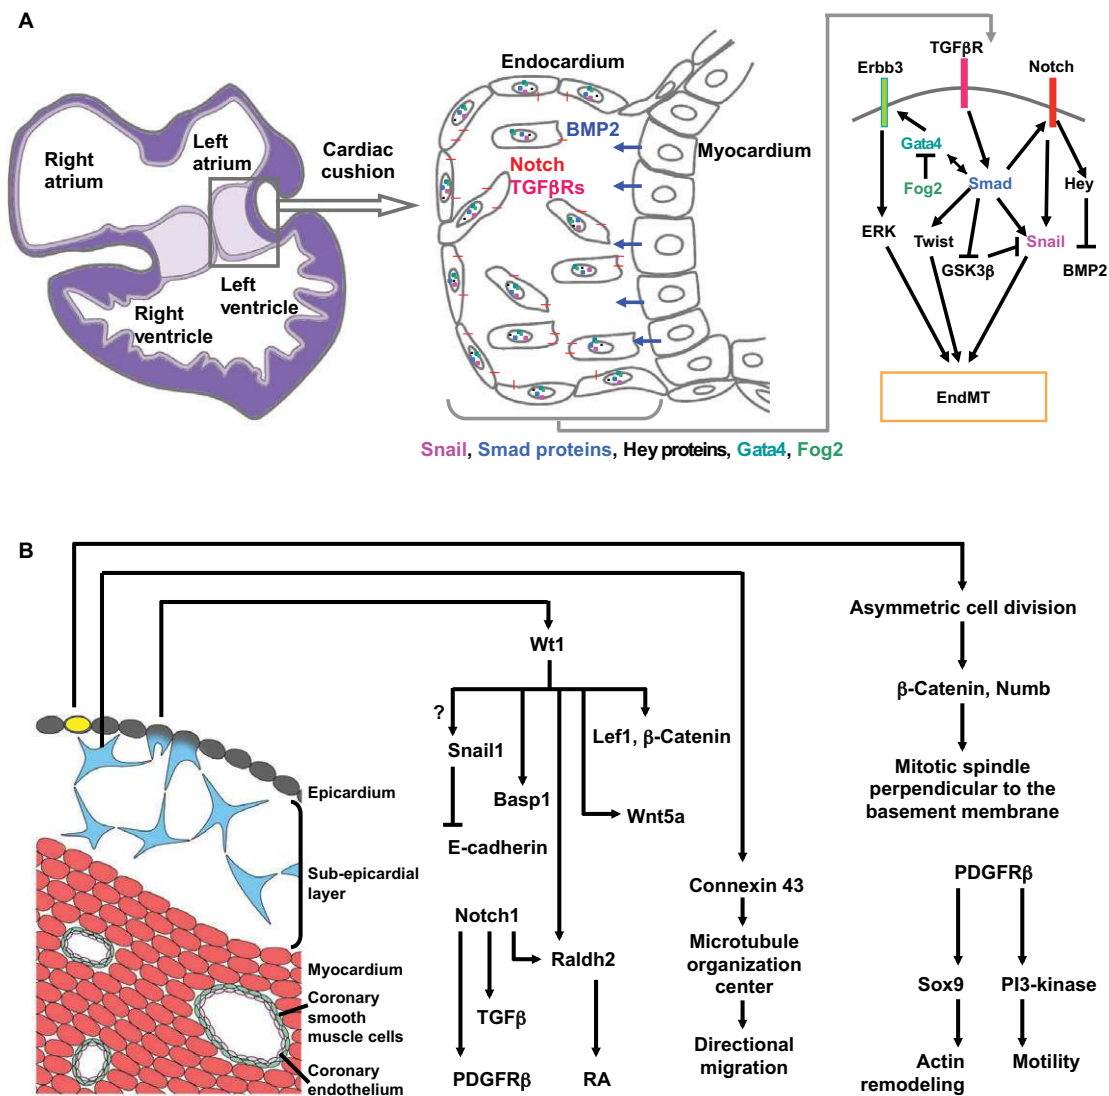 A
Right
atrium
Left
atrium
Cardiac
cushion
Left
ventricle
Right
ventricle
Endocardium
BMP2
Notch
TGFβRs
Myocardium
Snail, Smad proteins, Hey proteins, Gata4, Fog2
TGFβR
Erbb3
Notch
Gata4
Fog2
Smad
Hey
ERK
Twist
Snail
GSK3β
BMP2
EndMT
B
Epicardium
Sub-epicardial
layer
Myocardium
Coronary
smooth
muscle cells
Coronary
endothelium
Wt1
?
Snail1
E-cadherin
Basp1
Lef1, β-Catenin
Wnt5a
Notch1
Raldh2
TGFβ
PDGFRβ
RA
Connexin 43
Microtubule
organization
center
Directional
migration
Asymmetric cell division
β-Catenin, Numb
Mitotic spindle
perpendicular to the
basement membrane
PDGFRβ
Sox9
PI3-kinase
Actin
remodeling
Motility